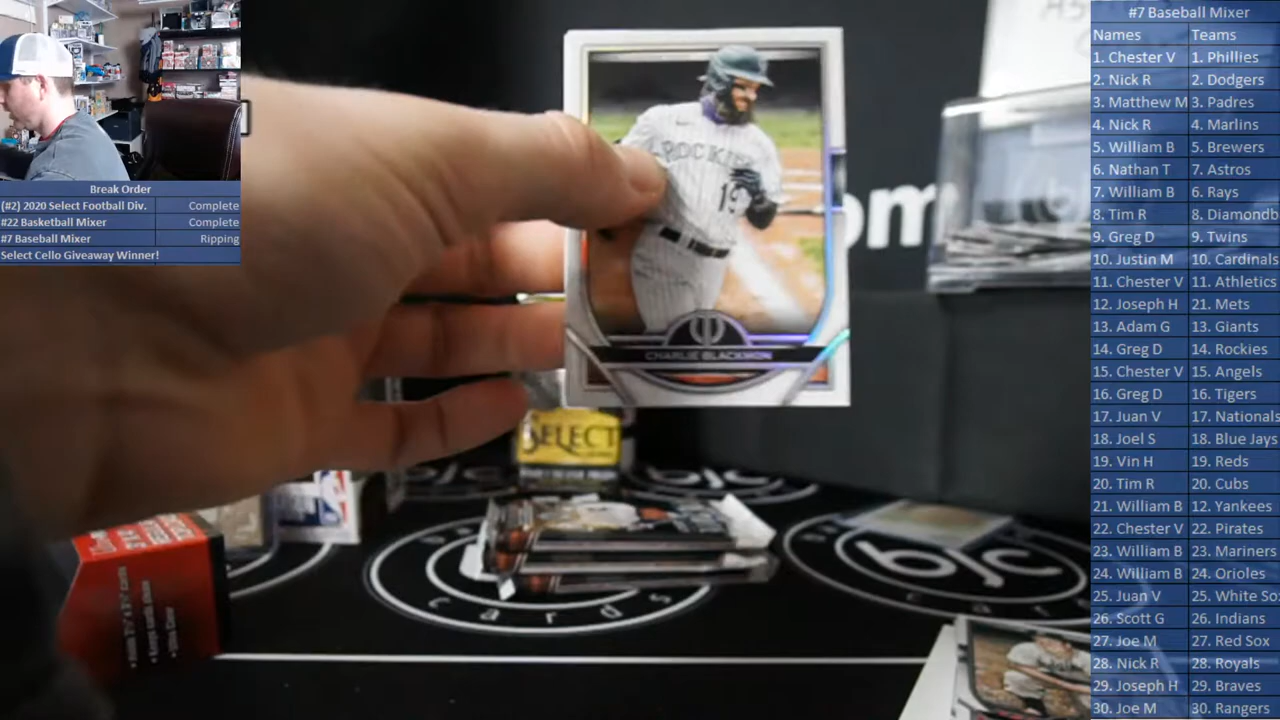 Break Order
(#2) 2020 Select Football Div. Complete
#22 Basketball Mixer Complete
#7 Baseball Mixer Ripping
Select Cello Giveaway Winner!
ROCKIE
19
CHARLIE BLACKMON
om
SELECT
bjc
cards
bjc
#7 Baseball Mixer
Names Teams
1. Chester V 1. Phillies
2. Nick R 2. Dodgers
3. Matthew M 3. Padres
4. Nick R 4. Marlins
5. William B 5. Brewers
6. Nathan T 7. Astros
7. William B 6. Rays
8. Tim R 8. Diamondb
9. Greg D 9. Twins
10. Justin M 10. Cardinals
11. Chester V 11. Athletics
12. Joseph H 21. Mets
13. Adam G 13. Giants
14. Greg D 14. Rockies
15. Chester V 15. Angels
16. Greg D 16. Tigers
17. Juan V 17. Nationals
18. Joel S 18. Blue Jays
19. Vin H 19. Reds
20. Tim R 20. Cubs
21. William B 12. Yankees
22. Chester V 22. Pirates
23. William B 23. Mariners
24. William B 24. Orioles
25. Juan V 25. White So
26. Scott G 26. Indians
27. Joe M 27. Red Sox
28. Nick R 28. Royals
29. Joseph H 29. Braves
30. Joe M 30. Rangers